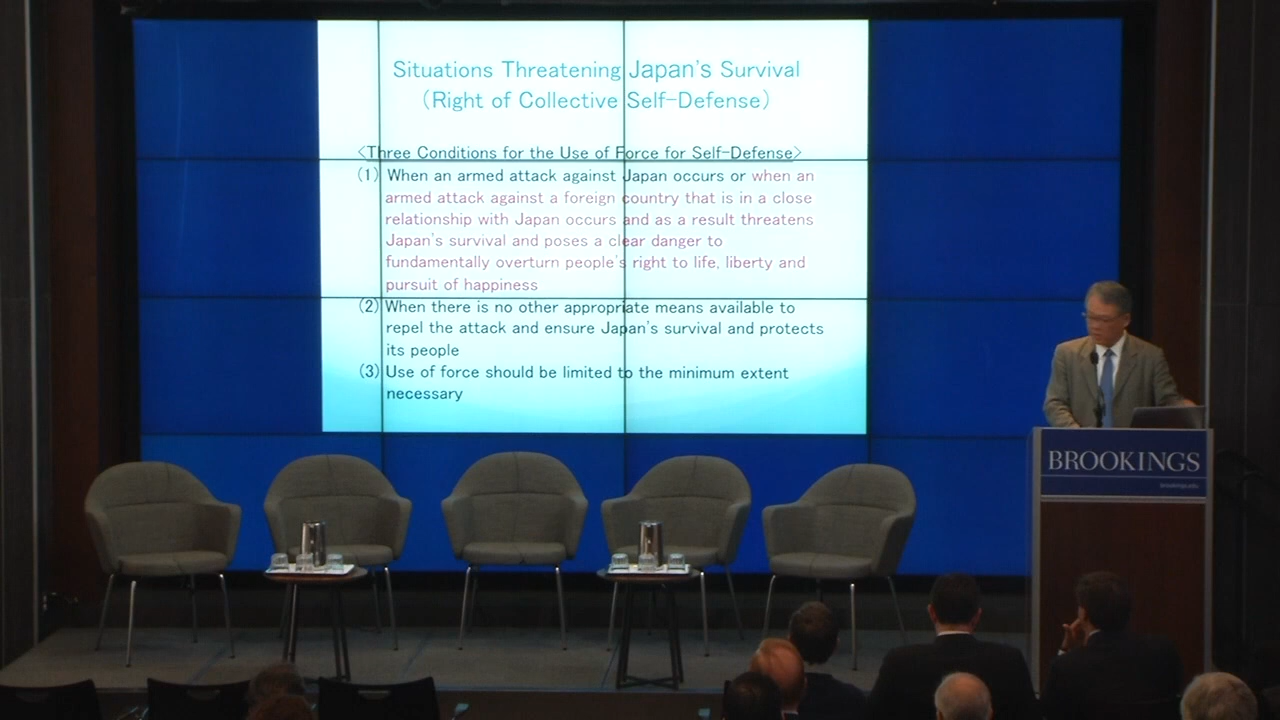 Situations Threatening Japan's Survival
(Right of Collective Self-Defense)
<Three Conditions for the Use of Force for Self-Defense>
(1) When an armed attack against Japan occurs or when an
armed attack against a foreign country that is in a close
relationship with Japan occurs and as a result threatens
Japan's survival and poses a clear danger to
fundamentally overturn people's right to life, liberty and
pursuit of happiness
(2) When there is no other appropriate means available to
repel the attack and ensure Japan's survival and protects
its people
(3) Use of force should be limited to the minimum extent
necessary
BROOKINGS
brookings.edu